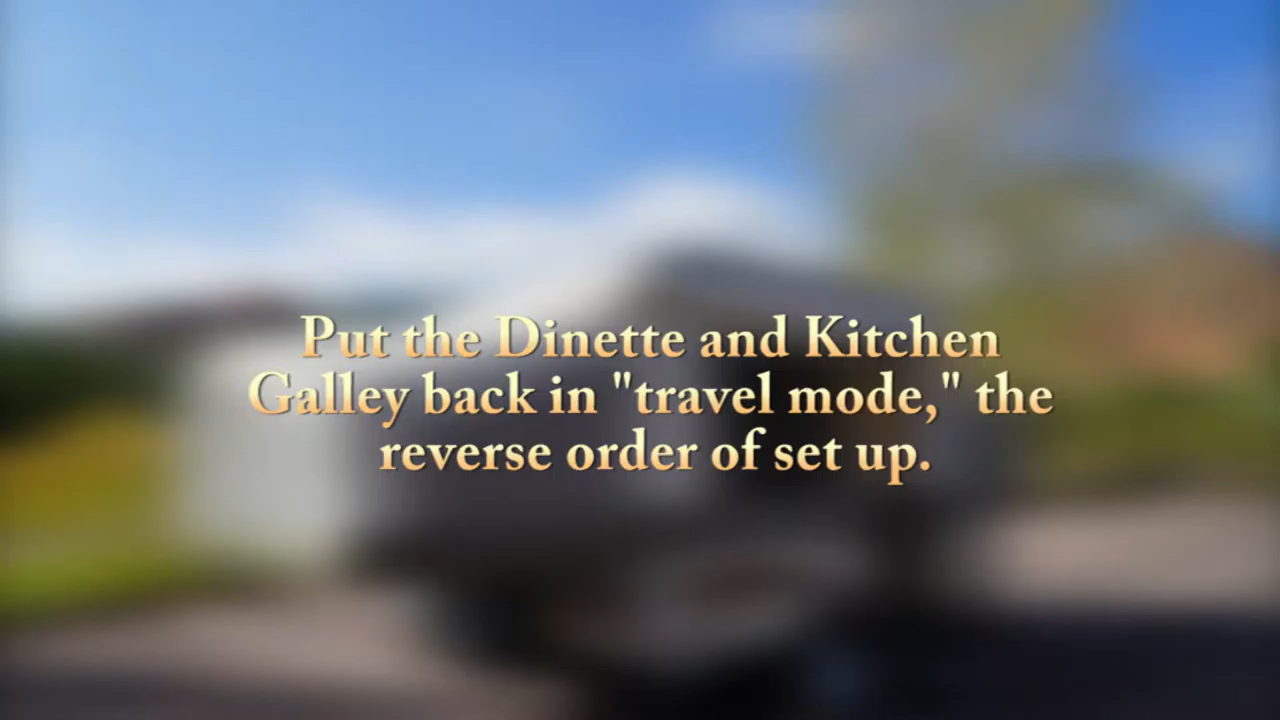 Put the Dinette and Kitchen
Galley back in "travel mode," the
reverse order of set up.